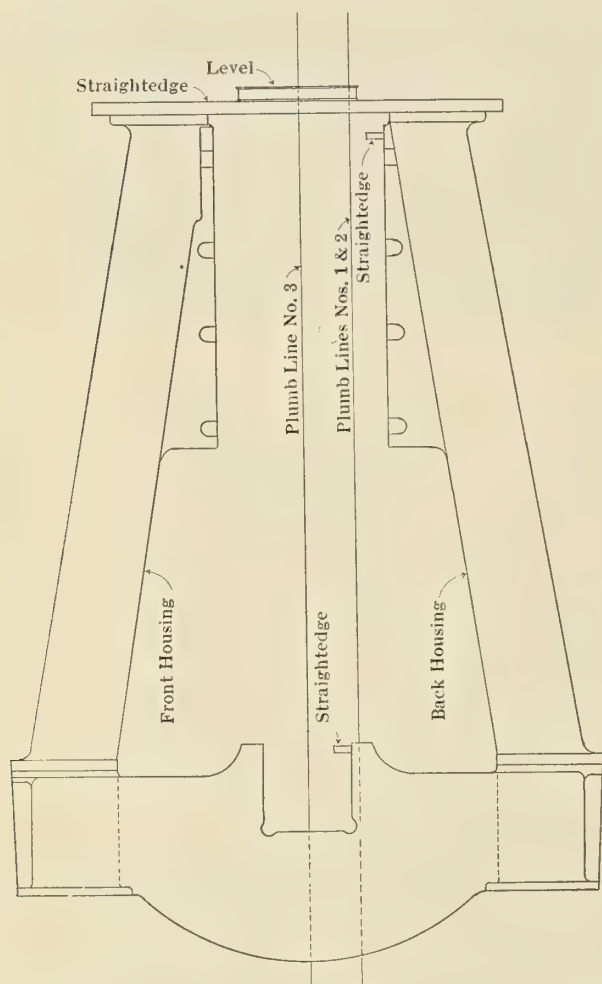 Level
Straightedge
Straightedge
Plumb Line No. 3
Plumb Lines Nos. 1 & 2
Front Housing
Straightedge
Back Housing